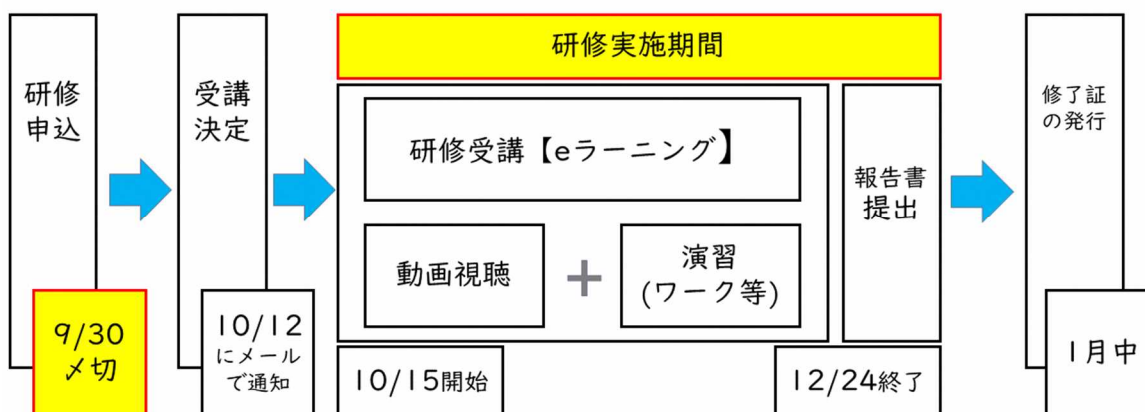 研修
申込
9/30
〆切
受講
決定
10/12
にメール
で通知
研修実施期間
研修受講【eラーニング】
動画視聴
+
演習
(ワーク等)
報告書
提出
10/15開始
12/24終了
修了証
の発行
1月中